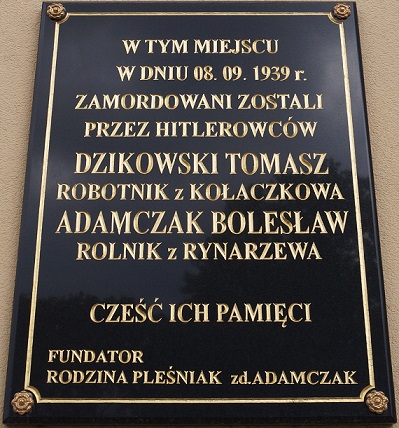 W TYM MIEJSCU
W DNIU 08. 09. 1939 r.
ZAMORDOWANI ZOSTALI
PRZEZ HITLEROWCÓW
DZIKOWSKI TOMASZ
ROBOTNIK z KOŁACZKOWA
ADAMCZAK BOLESŁAW
ROLNIK z RYNARZEWA
CZEŚĆ ICH PAMIĘCI
FUNDATOR
RODZINA PLEŚNIAK zd.ADAMCZAK